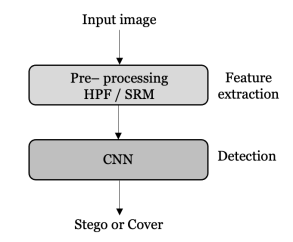 Input image
Pre– processing
HPF / SRM
Feature
extraction
CNN
Detection
Stego or Cover